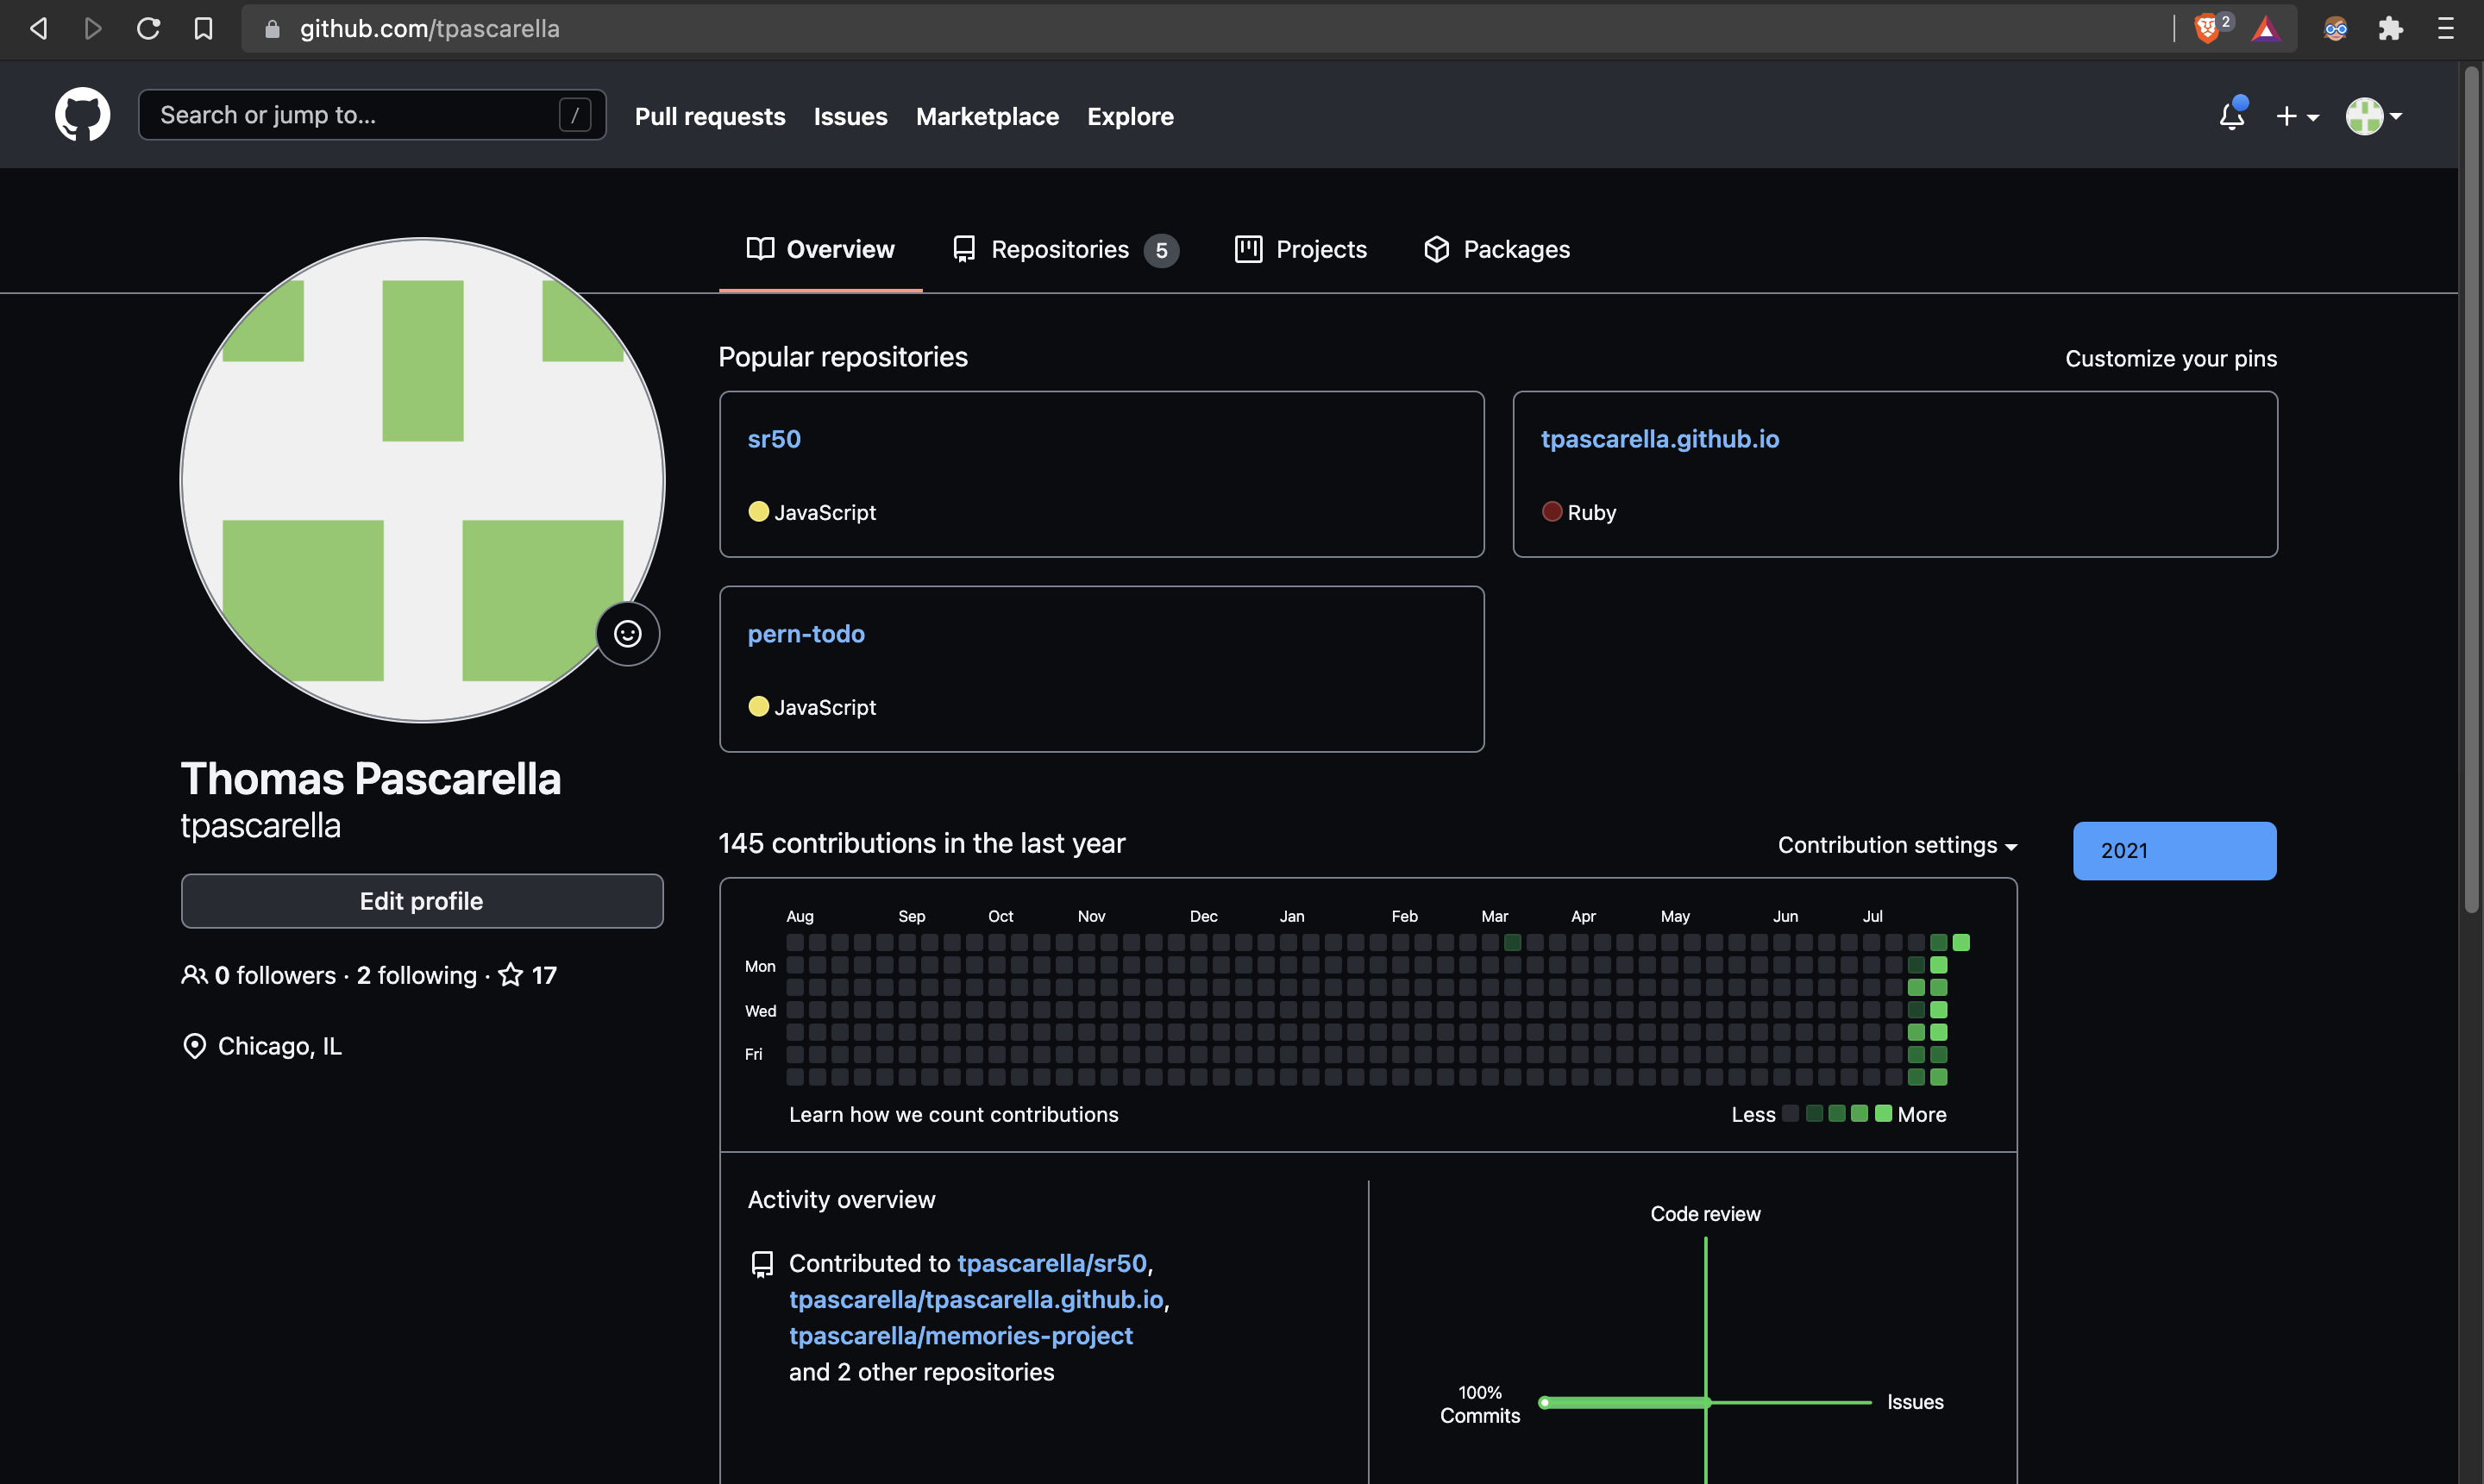 github.com/tpascarella
2
Search or jump to...
/
Pull requests
Issues
Marketplace
Explore
Overview
Repositories 5
Projects
Packages
Popular repositories
Customize your pins
sr50
JavaScript
tpascarella.github.io
Ruby
pern-todo
JavaScript
Thomas Pascarella
tpascarella
Edit profile
0 followers · 2 following · 17
Chicago, IL
145 contributions in the last year
Contribution settings
2021
Aug Sep Oct Nov Dec Jan Feb Mar Apr May Jun Jul
Mon
Wed
Fri
Learn how we count contributions
Less
More
Activity overview
Contributed to tpascarella/sr50,
tpascarella/tpascarella.github.io,
tpascarella/memories-project
and 2 other repositories
Code review
100%
Commits
Issues